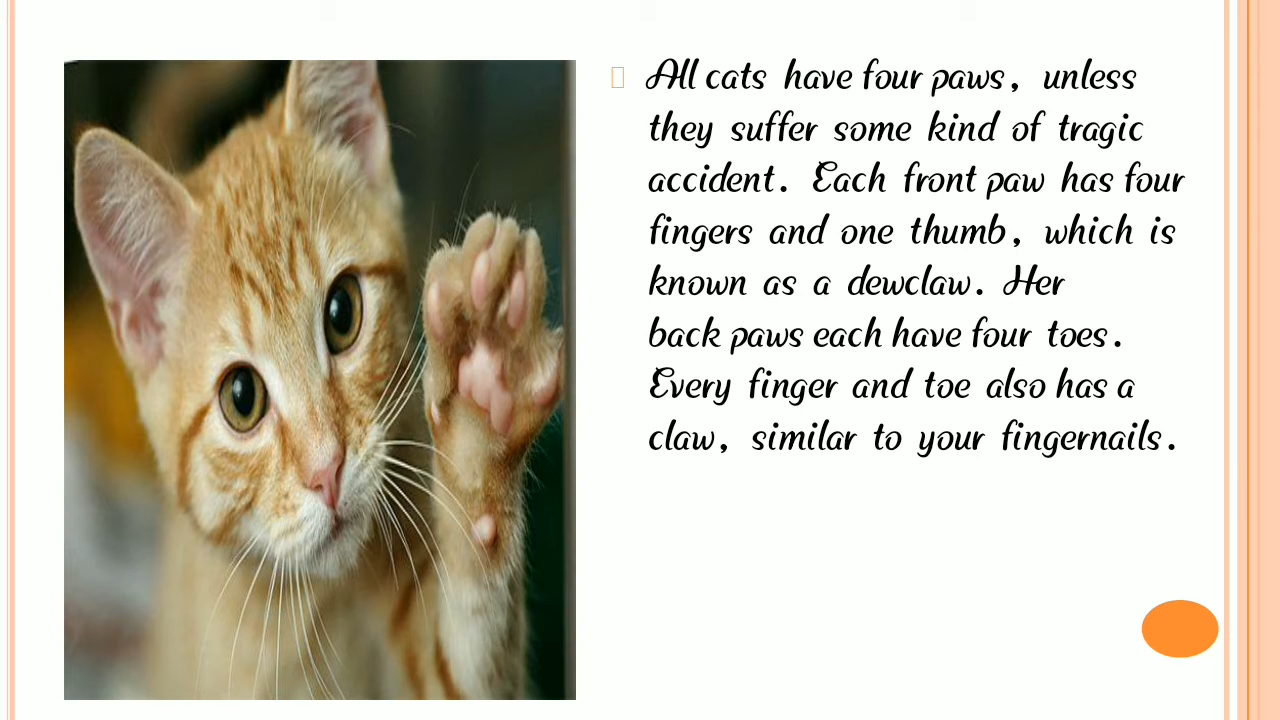 All cats have four paws, unless
they suffer some kind of tragic
accident. Each front paw has four
fingers and one thumb, which is
known as a dewclaw. Her
back paws each have four toes.
Every finger and toe also has a
claw, similar to your fingernails.